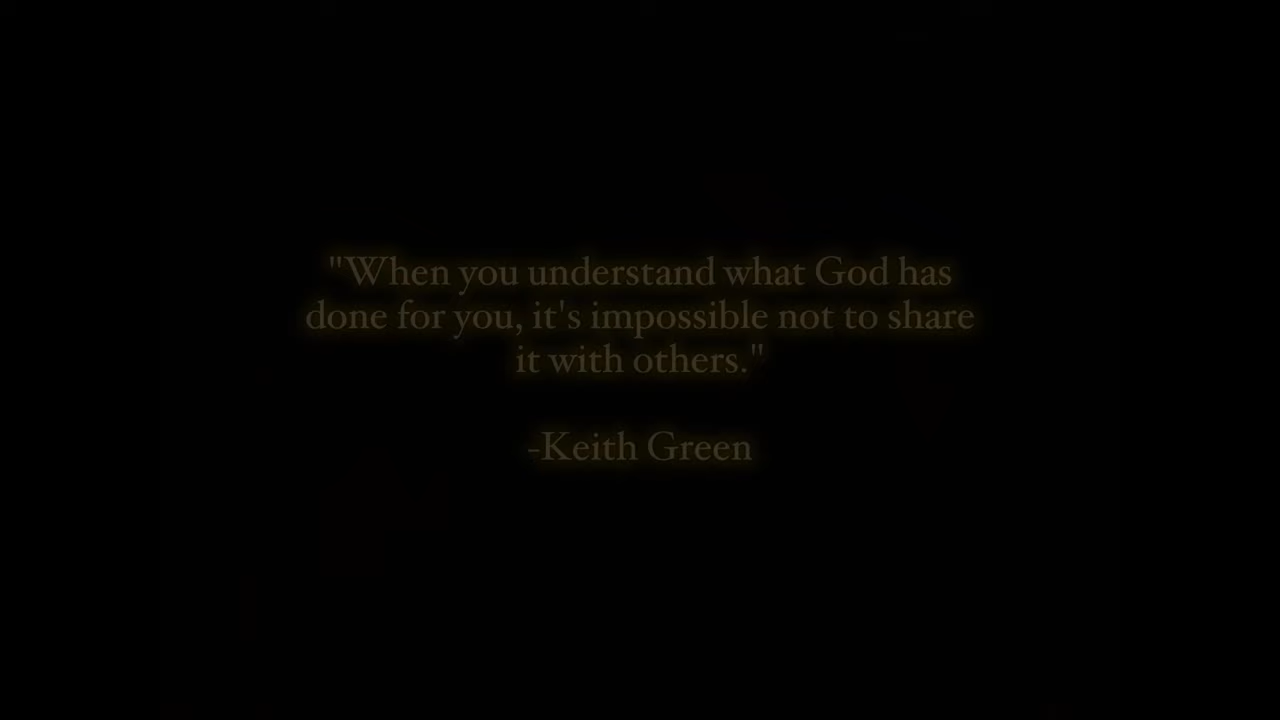 "When you understand what God has
done for you, it's impossible not to share
it with others."
-Keith Green